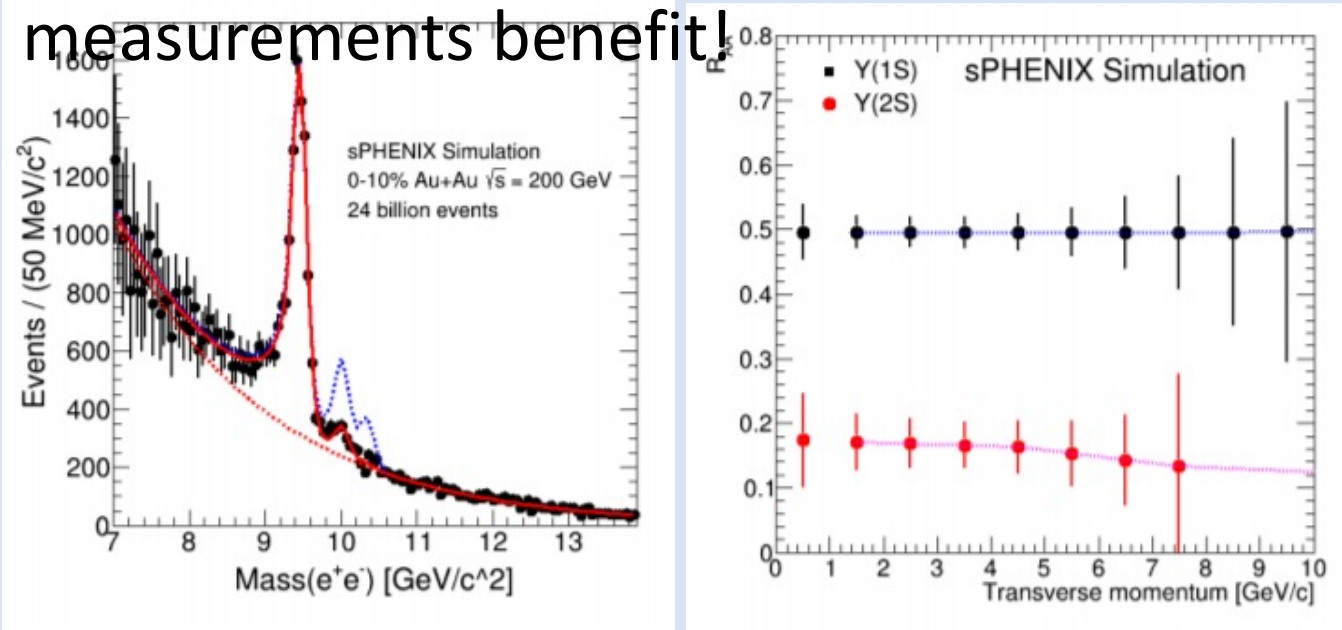 measurements benefit!
1600
1400
1200
1000
800
600
400
200
0
Events / (50 MeV/c²)
sPHENIX Simulation
0-10% Au+Au √s = 200 GeV
24 billion events
7 8 9 10 11 12 13
Mass(e⁺e⁻) [GeV/c^2]
0.8
0.7
0.6
0.5
0.4
0.3
0.2
0.1
0
Y(1S)
Y(2S)
sPHENIX Simulation
0 1 2 3 4 5 6 7 8 9 10
Transverse momentum [GeV/c]